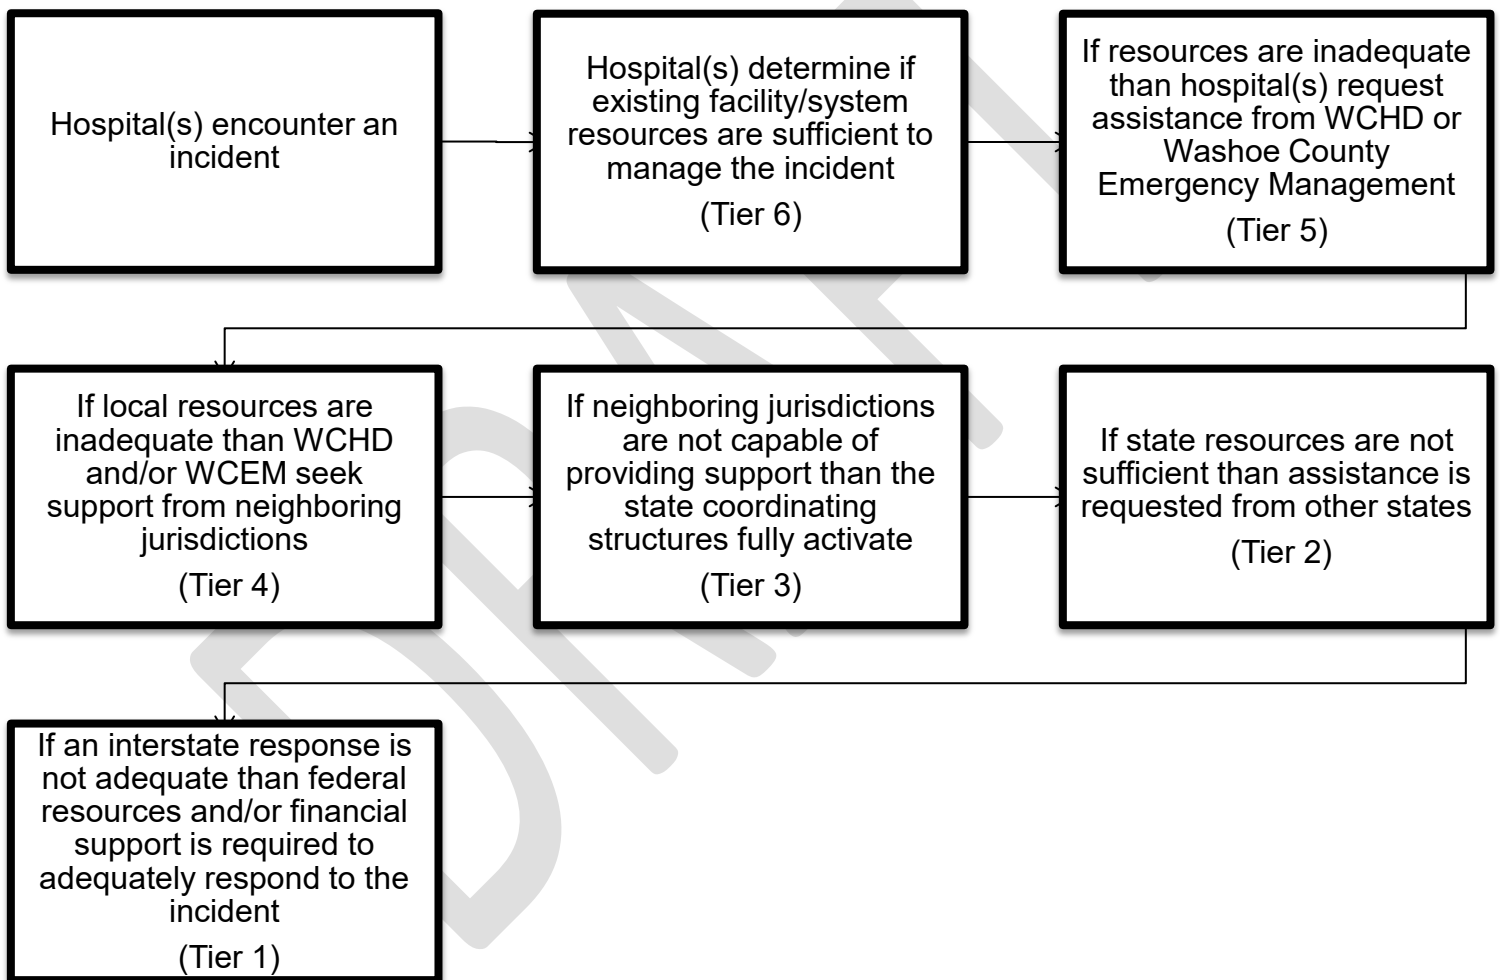 Hospital(s) encounter an
incident
Hospital(s) determine if
existing facility/system
resources are sufficient to
manage the incident
(Tier 6)
If resources are inadequate
than hospital(s) request
assistance from WCHD or
Washoe County
Emergency Management
(Tier 5)
If local resources are
inadequate than WCHD
and/or WCEM seek
support from neighboring
jurisdictions
(Tier 4)
If neighboring jurisdictions
are not capable of
providing support than the
state coordinating
structures fully activate
(Tier 3)
If state resources are not
sufficient than assistance is
requested from other states
(Tier 2)
If an interstate response is
not adequate than federal
resources and/or financial
support is required to
adequately respond to the
incident
(Tier 1)
DRAFT